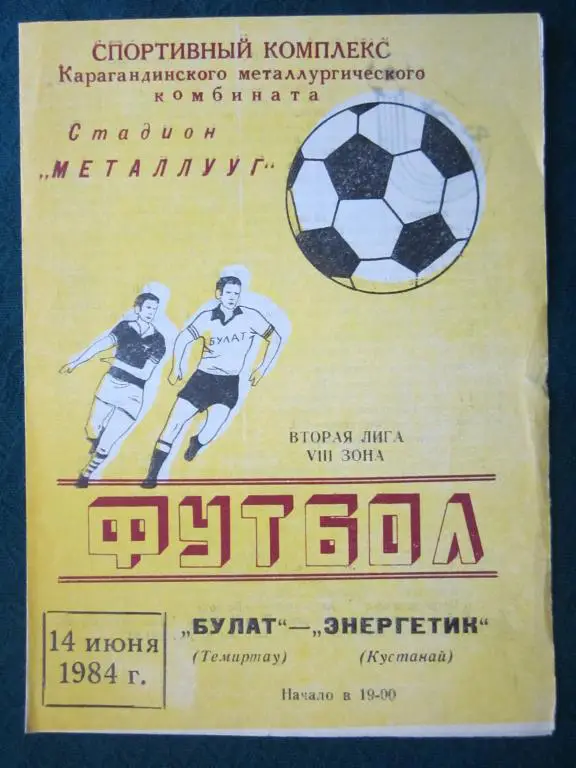 СПОРТИВНЫЙ КОМПЛЕКС
Карагандинского металлургического
комбината
Стадион
„МЕТАЛЛУУГ“
БУЛАТ
ВТОРАЯ ЛИГА
VIII ЗОНА
ФУТБОЛ
14 июня
1984 г.
„БУЛАТ“—„ЭНЕРГЕТИК“
(Темиртау) (Кустанай)
Начало в 19-00